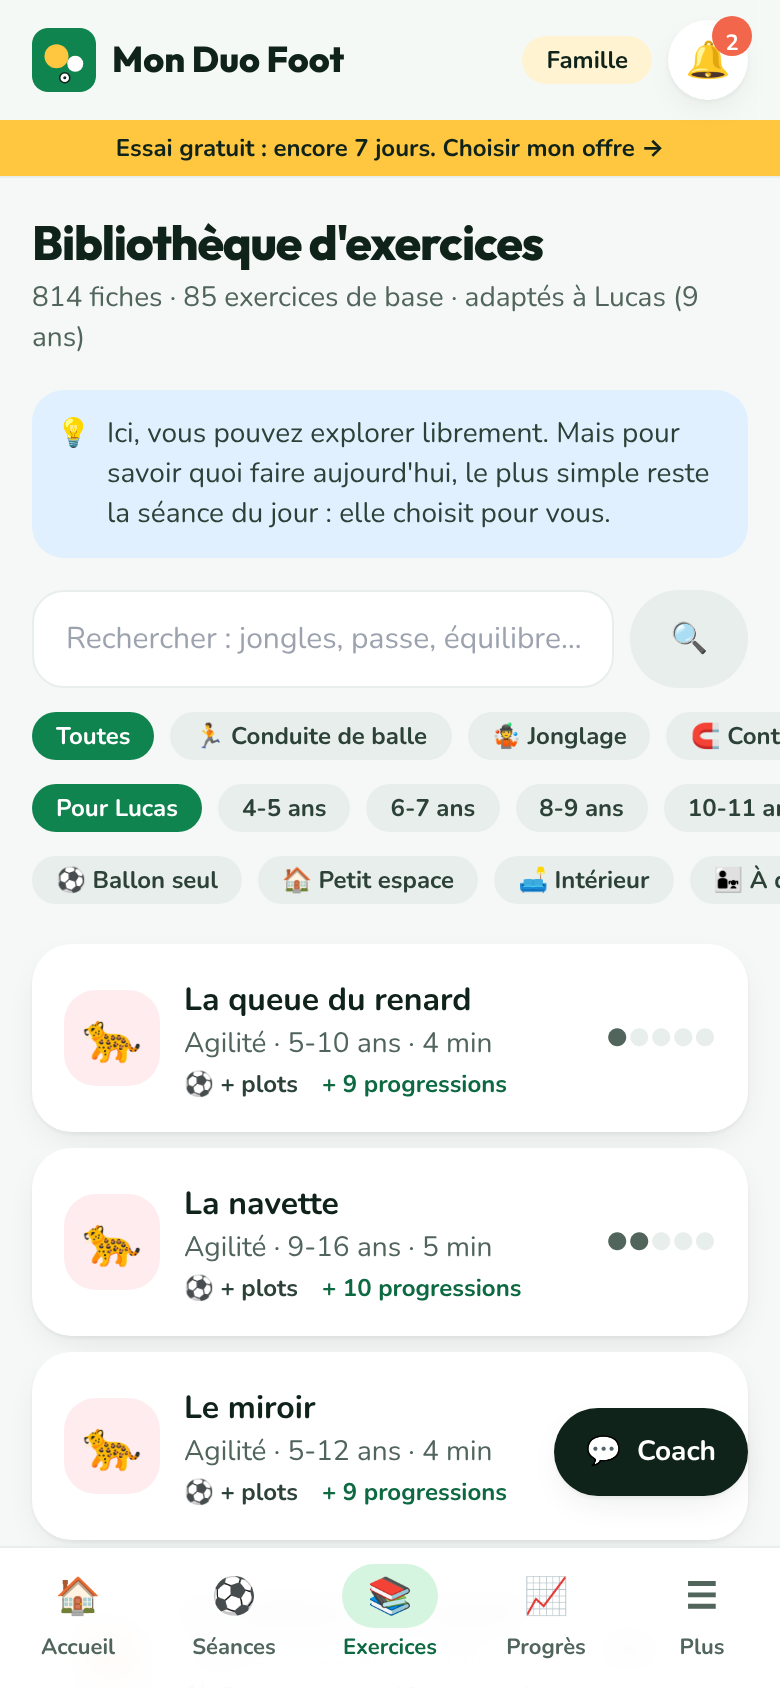 Mon Duo Foot
Famille
2
Essai gratuit : encore 7 jours. Choisir mon offre →
Bibliothèque d'exercices
814 fiches · 85 exercices de base · adaptés à Lucas (9
ans)
Ici, vous pouvez explorer librement. Mais pour
savoir quoi faire aujourd'hui, le plus simple reste
la séance du jour : elle choisit pour vous.
Rechercher : jongles, passe, équilibre...
Toutes
Conduite de balle
Jonglage
Cont
Pour Lucas
4-5 ans
6-7 ans
8-9 ans
10-11 an
Ballon seul
Petit espace
Intérieur
À
La queue du renard
Agilité · 5-10 ans · 4 min
+ plots + 9 progressions
La navette
Agilité · 9-16 ans · 5 min
+ plots + 10 progressions
Le miroir
Agilité · 5-12 ans · 4 min
+ plots + 9 progressions
Coach
Accueil
Séances
Exercices
Progrès
Plus